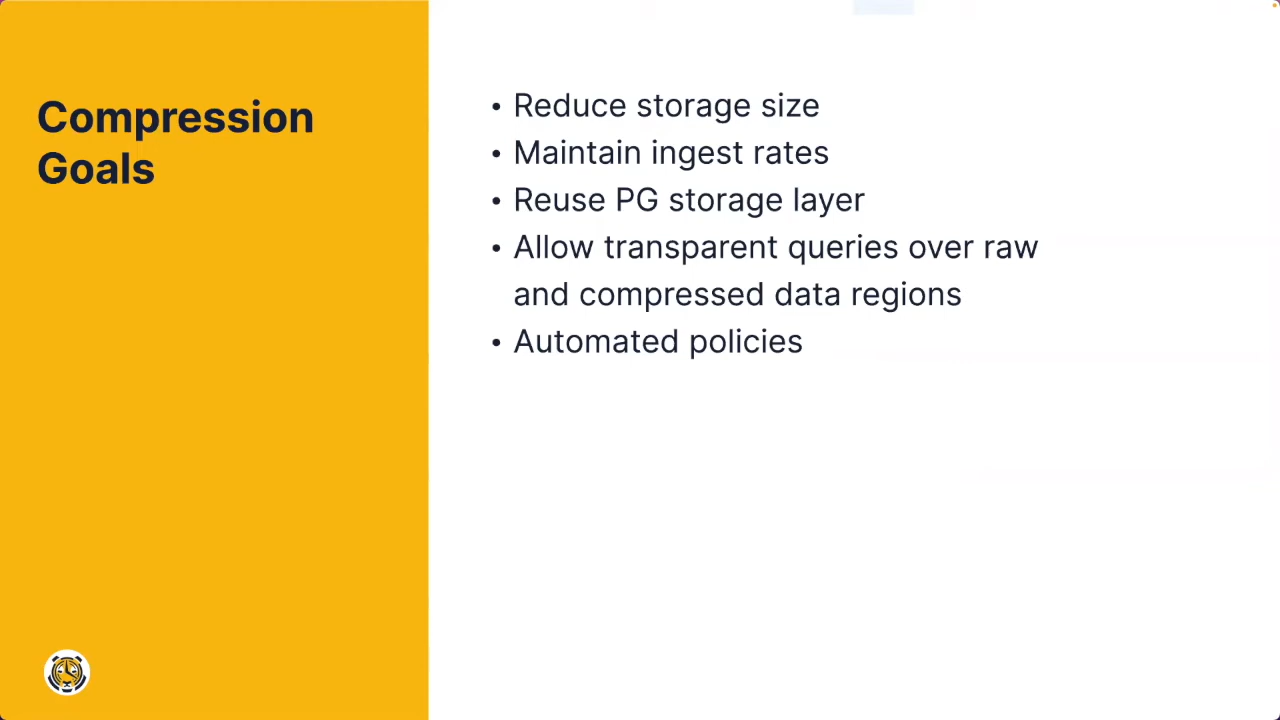 Compression
Goals
• Reduce storage size
• Maintain ingest rates
• Reuse PG storage layer
• Allow transparent queries over raw
and compressed data regions
• Automated policies